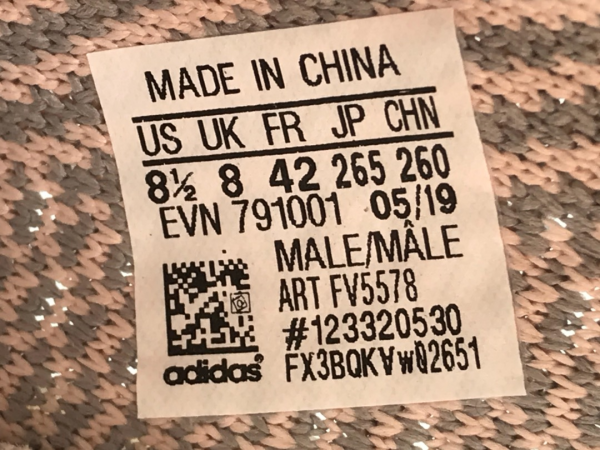 MADE IN CHINA
US UK FR JP CHN
8½ 8 42 265 260
EVN 791001 05/19
MALE/MÂLE
ART FV5578
#123320530
FX3BQKVwQ2651
adidas